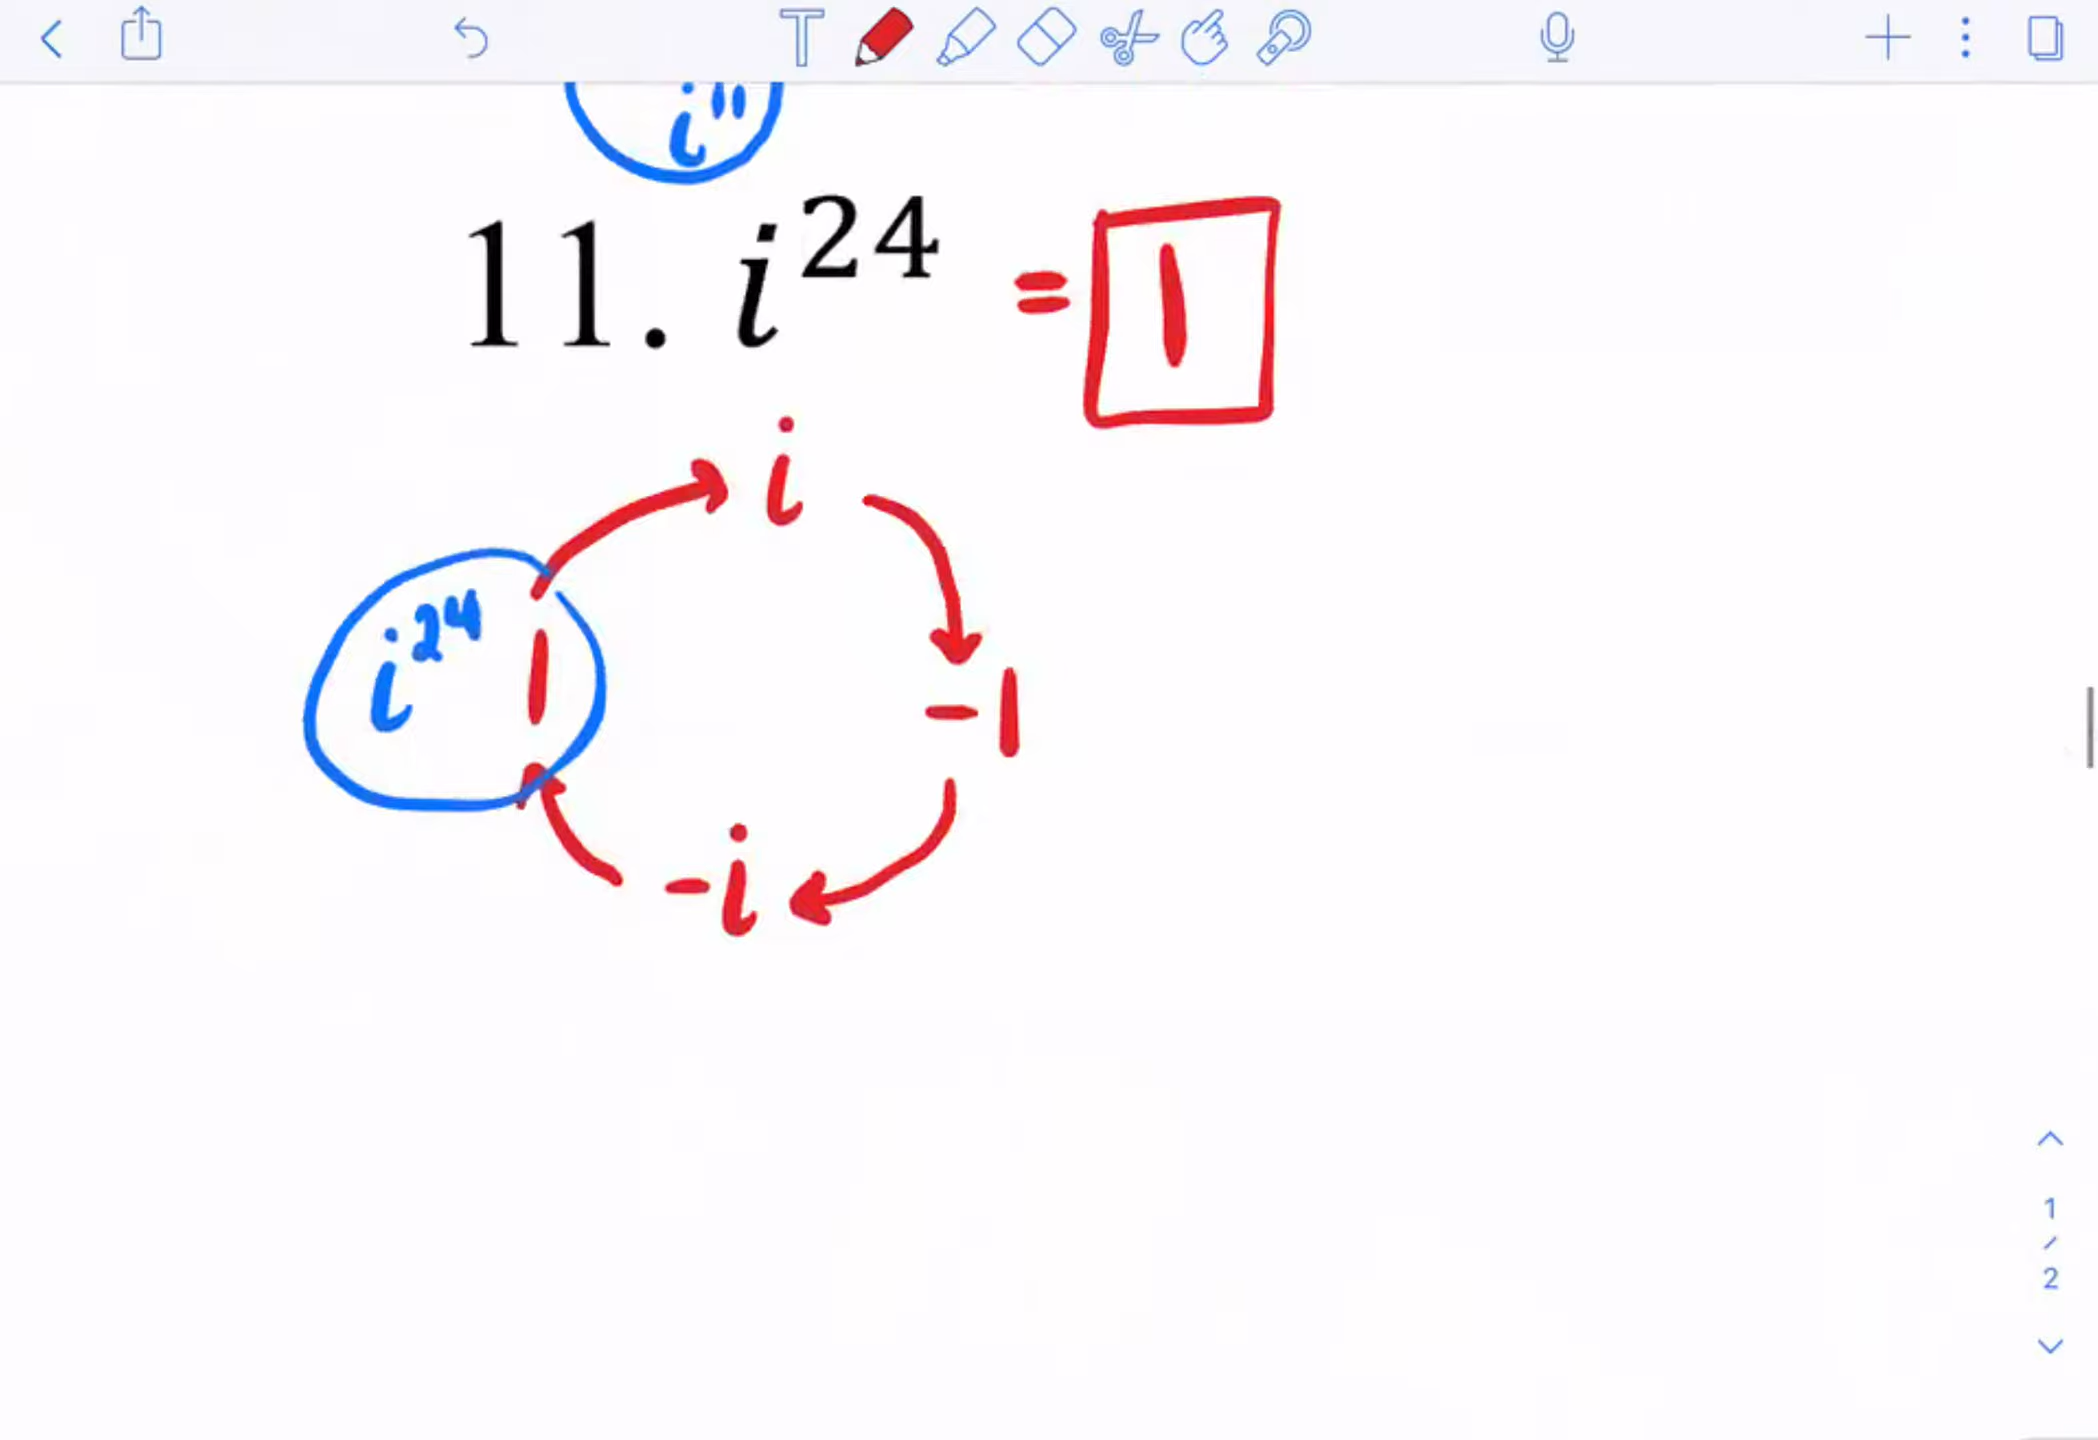 i¹¹
11. i²⁴ = 1
i
i²⁴ 1
-1
-i
1
/
2